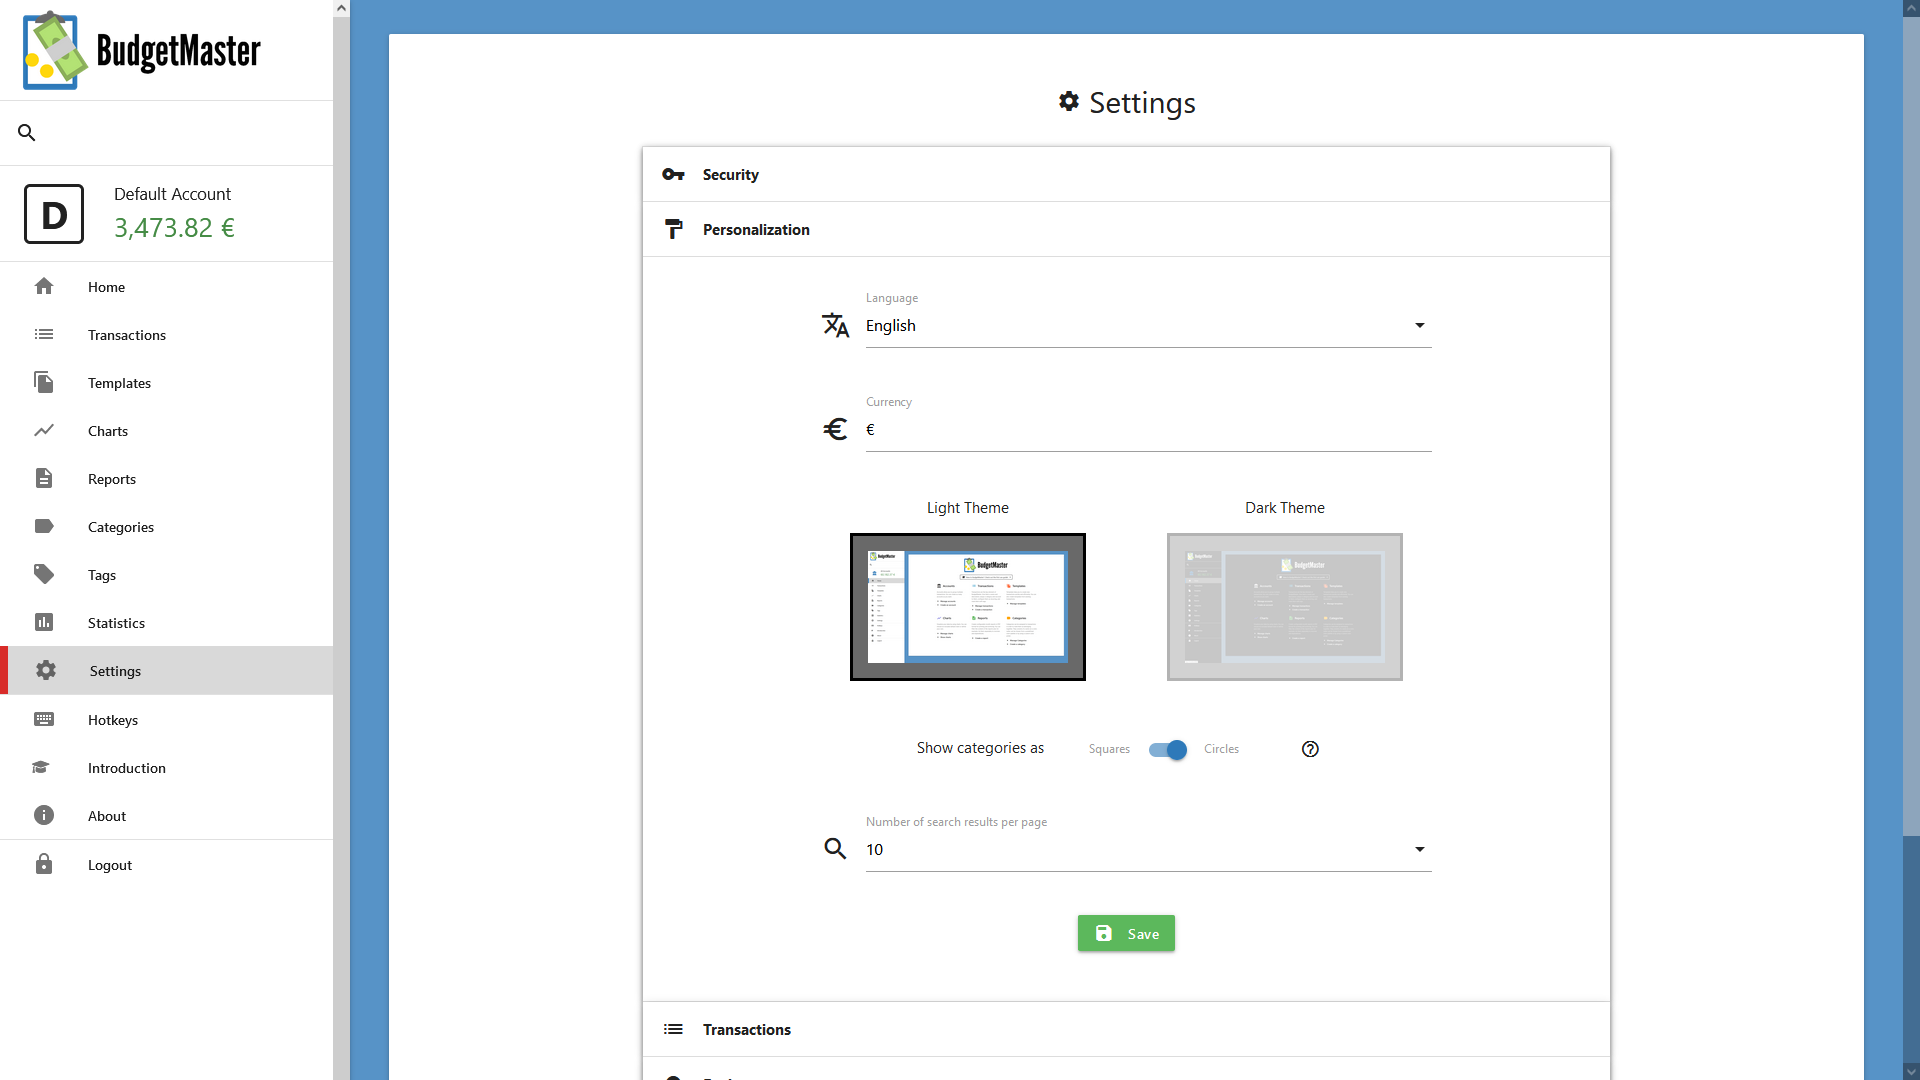 BudgetMaster
Settings
D
Default Account
3,473.82 €
Home
Transactions
Templates
Charts
Reports
Categories
Tags
Statistics
Settings
Hotkeys
Introduction
About
Logout
Security
Personalization
Language
English
Currency
€
Light Theme
Dark Theme
BudgetMaster
BudgetMaster
Show categories as Squares Circles
Number of search results per page
10
Save
Transactions